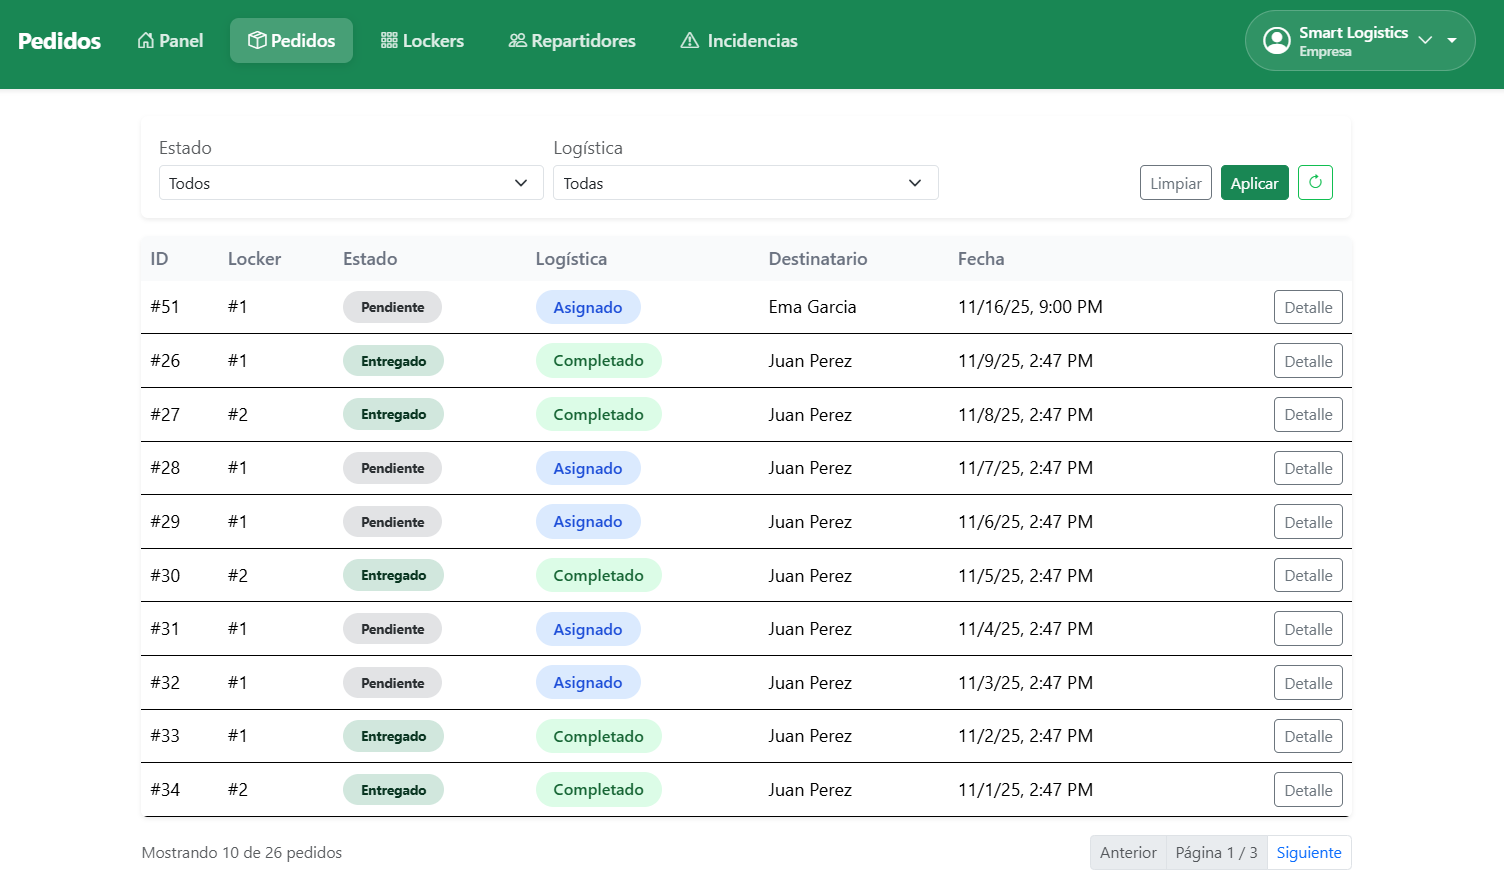 Pedidos Panel Pedidos Lockers Repartidores Incidencias Smart Logistics
Empresa
Estado Logística
Todos Todas Limpiar Aplicar
ID Locker Estado Logística Destinatario Fecha
#51 #1 Pendiente Asignado Ema Garcia 11/16/25, 9:00 PM Detalle
#26 #1 Entregado Completado Juan Perez 11/9/25, 2:47 PM Detalle
#27 #2 Entregado Completado Juan Perez 11/8/25, 2:47 PM Detalle
#28 #1 Pendiente Asignado Juan Perez 11/7/25, 2:47 PM Detalle
#29 #1 Pendiente Asignado Juan Perez 11/6/25, 2:47 PM Detalle
#30 #2 Entregado Completado Juan Perez 11/5/25, 2:47 PM Detalle
#31 #1 Pendiente Asignado Juan Perez 11/4/25, 2:47 PM Detalle
#32 #1 Pendiente Asignado Juan Perez 11/3/25, 2:47 PM Detalle
#33 #1 Entregado Completado Juan Perez 11/2/25, 2:47 PM Detalle
#34 #2 Entregado Completado Juan Perez 11/1/25, 2:47 PM Detalle
Mostrando 10 de 26 pedidos Anterior Página 1 / 3 Siguiente